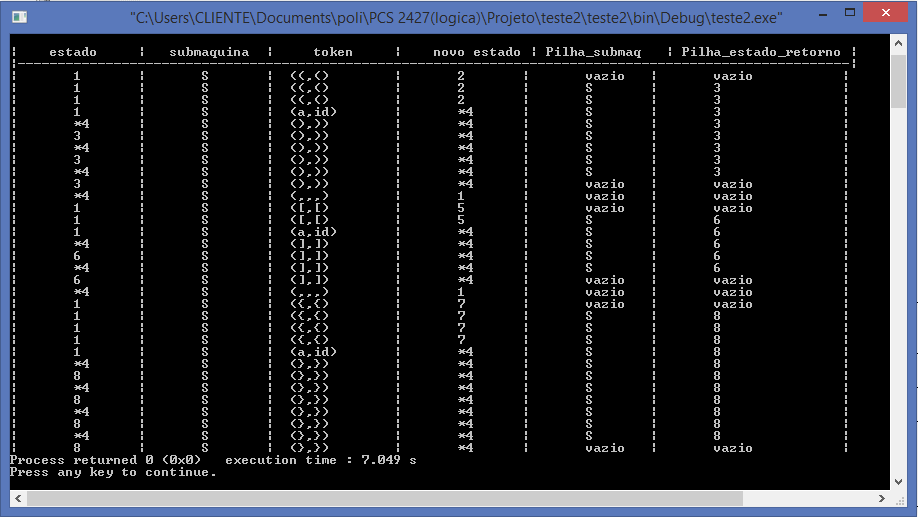 "C:\Users\CLIENTE\Documents\poli\PCS 2427(logica)\Projeto\teste2\teste2\bin\Debug\teste2.exe"
| estado | submaquina | token | novo estado | Pilha_submaq | Pilha_estado_retorno |
|-----------------------------------------------------------------------------------------------------------|
| 1 | S | ((,() | 2 | vazio | vazio |
| 1 | S | ((,() | 2 | S | 3 |
| 1 | S | ((,() | 2 | S | 3 |
| 1 | S | (a,id) | *4 | S | 3 |
| *4 | S | (),)) | *4 | S | 3 |
| 3 | S | (),)) | *4 | S | 3 |
| *4 | S | (),)) | *4 | S | 3 |
| 3 | S | (),)) | *4 | S | 3 |
| *4 | S | (),)) | *4 | S | 3 |
| 3 | S | (),)) | *4 | vazio | vazio |
| *4 | S | (,,,) | 1 | vazio | vazio |
| 1 | S | ([,[) | 5 | vazio | vazio |
| 1 | S | ([,[) | 5 | S | 6 |
| 1 | S | (a,id) | *4 | S | 6 |
| *4 | S | (],]) | *4 | S | 6 |
| 6 | S | (],]) | *4 | S | 6 |
| *4 | S | (],]) | *4 | S | 6 |
| 6 | S | (],]) | *4 | vazio | vazio |
| *4 | S | (,,,) | 1 | vazio | vazio |
| 1 | S | ({,{) | 7 | vazio | vazio |
| 1 | S | ({,{) | 7 | S | 8 |
| 1 | S | ({,{) | 7 | S | 8 |
| 1 | S | ({,{) | 7 | S | 8 |
| 1 | S | (a,id) | *4 | S | 8 |
| *4 | S | (},}) | *4 | S | 8 |
| 8 | S | (},}) | *4 | S | 8 |
| *4 | S | (},}) | *4 | S | 8 |
| 8 | S | (},}) | *4 | S | 8 |
| *4 | S | (},}) | *4 | S | 8 |
| 8 | S | (},}) | *4 | S | 8 |
| *4 | S | (},}) | *4 | S | 8 |
| 8 | S | (},}) | *4 | vazio | vazio |
Process returned 0 (0x0)   execution time : 7.049 s
Press any key to continue.